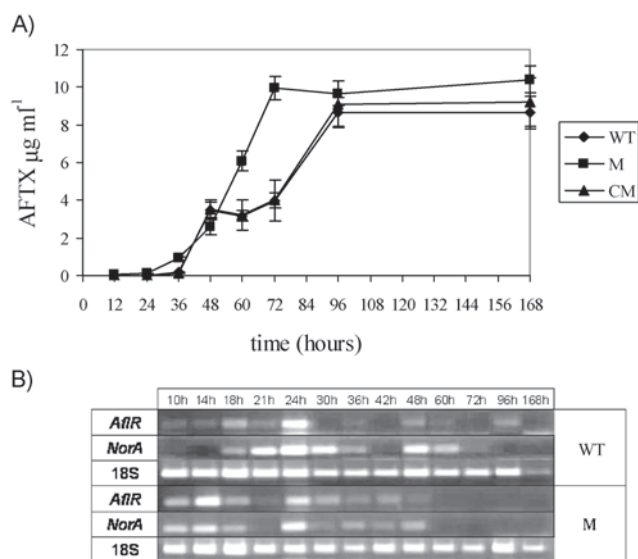 A)
12
10
8
6
4
2
0
AFTX µg ml⁻¹
0 12 24 36 48 60 72 84 96 108 120 132 144 156 168
time (hours)
WT
M
CM
B)
10h 14h 18h 21h 24h 30h 36h 42h 48h 60h 72h 96h 168h
AflR
NorA
18S
WT
AflR
NorA
18S
M